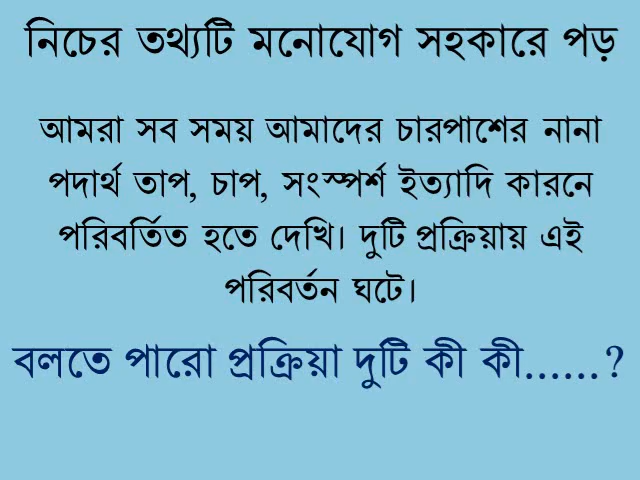 নিচের তথ্যটি মনোযোগ সহকারে পড়
আমরা সব সময় আমাদের চারপাশের নানা
পদার্থ তাপ, চাপ, সংস্পর্শ ইত্যাদি কারনে
পরিবর্তিত হতে দেখি। দুটি প্রক্রিয়ায় এই
পরিবর্তন ঘটে।
বলতে পারো প্রক্রিয়া দুটি কী কী......?